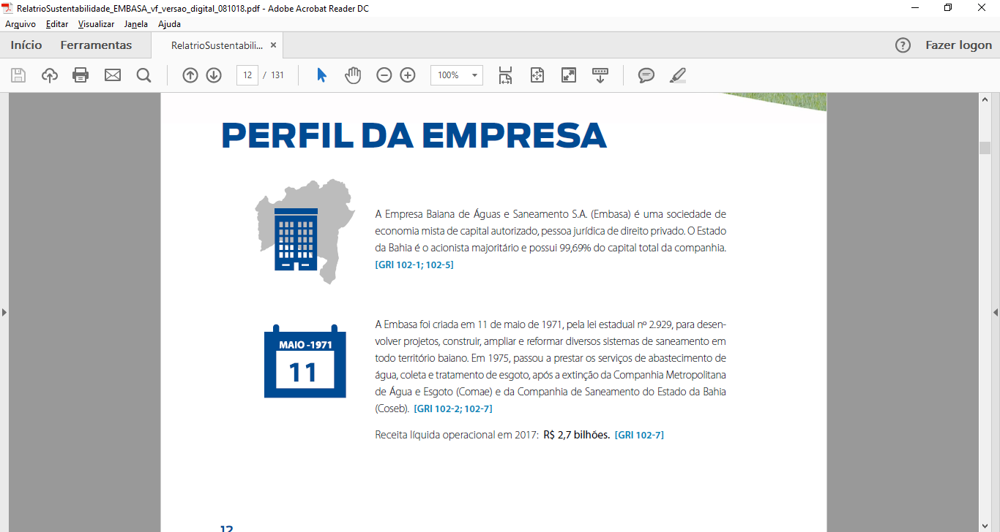 RelatrioSustentabilidade_EMBASA_vf_versao_digital_081018.pdf - Adobe Acrobat Reader DC
Arquivo Editar Visualizar Janela Ajuda
Início Ferramentas RelatrioSustentabili... × ? Fazer logon
12 / 131 100%
PERFIL DA EMPRESA
A Empresa Baiana de Águas e Saneamento S.A. (Embasa) é uma sociedade de
economia mista de capital autorizado, pessoa jurídica de direito privado. O Estado
da Bahia é o acionista majoritário e possui 99,69% do capital total da companhia.
[GRI 102-1; 102-5]
MAIO -1971
11
A Embasa foi criada em 11 de maio de 1971, pela lei estadual nº 2.929, para desen-
volver projetos, construir, ampliar e reformar diversos sistemas de saneamento em
todo território baiano. Em 1975, passou a prestar os serviços de abastecimento de
água, coleta e tratamento de esgoto, após a extinção da Companhia Metropolitana
de Água e Esgoto (Comae) e da Companhia de Saneamento do Estado da Bahia
(Coseb). [GRI 102-2; 102-7]
Receita líquida operacional em 2017: R$ 2,7 bilhões. [GRI 102-7]
12